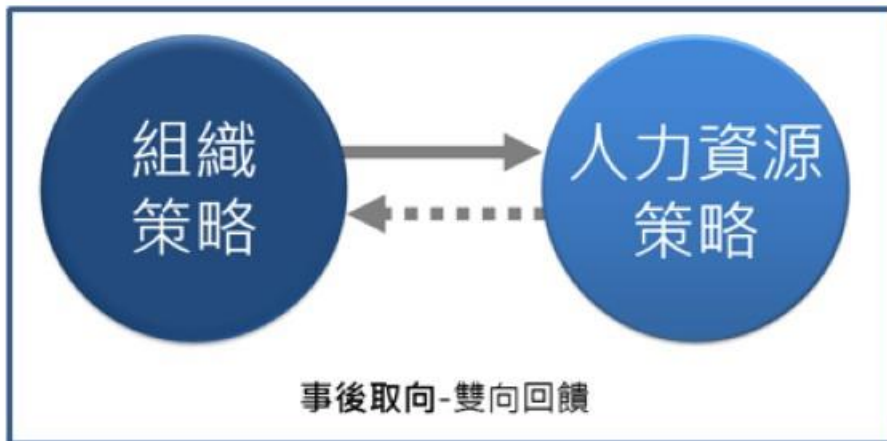 組織
策略
人力資源
策略
事後取向-雙向回饋